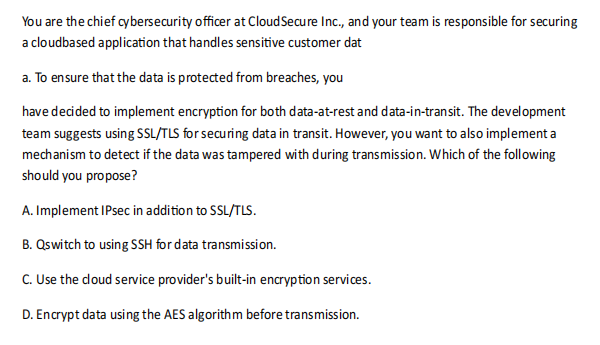 You are the chief cybersecurity officer at CloudSecure Inc., and your team is responsible for securing
a cloudbased application that handles sensitive customer dat
a. To ensure that the data is protected from breaches, you
have decided to implement encryption for both data-at-rest and data-in-transit. The development
team suggests using SSL/TLS for securing data in transit. However, you want to also implement a
mechanism to detect if the data was tampered with during transmission. Which of the following
should you propose?
A. Implement IPsec in addition to SSL/TLS.
B. Qswitch to using SSH for data transmission.
C. Use the cloud service provider's built-in encryption services.
D. Encrypt data using the AES algorithm before transmission.